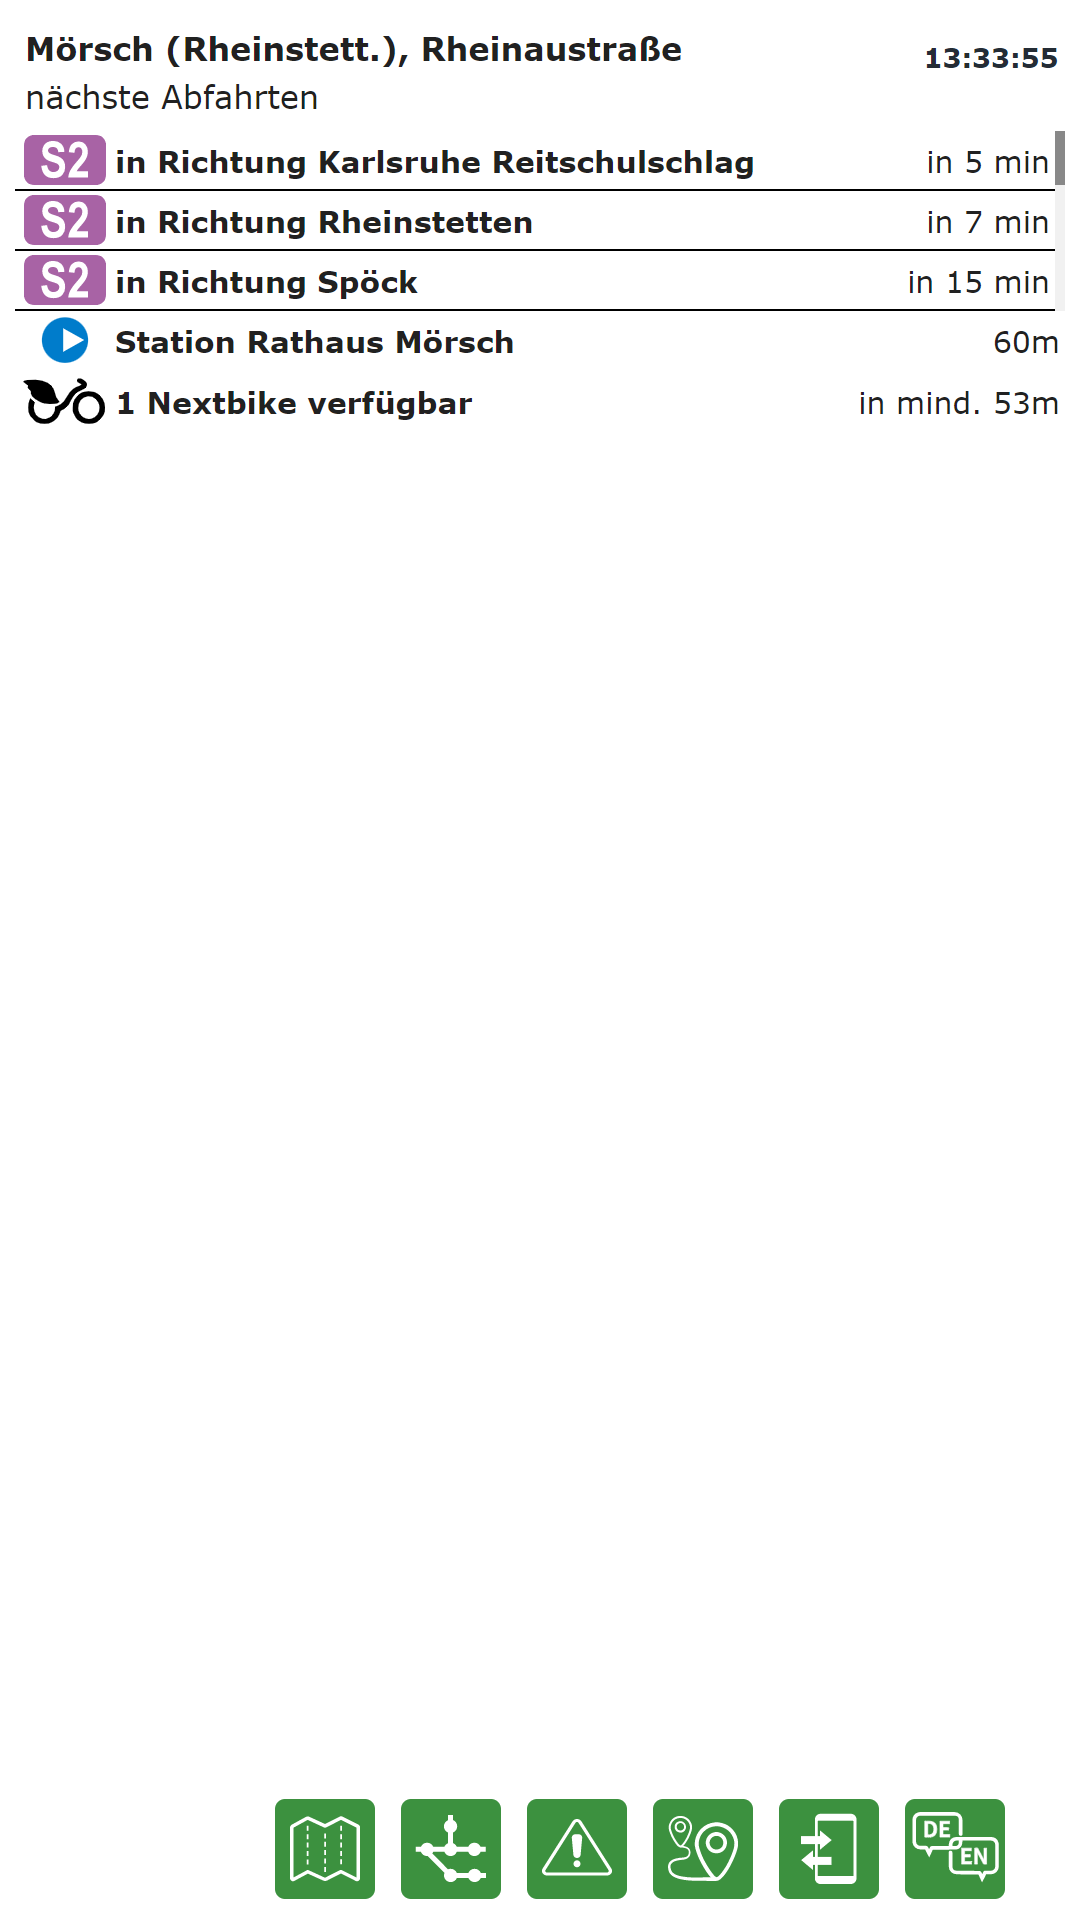 Mörsch (Rheinstett.), Rheinaustraße
13:33:55
nächste Abfahrten
S2 in Richtung Karlsruhe Reitschulschlag in 5 min
S2 in Richtung Rheinstetten in 7 min
S2 in Richtung Spöck in 15 min
Station Rathaus Mörsch 60m
1 Nextbike verfügbar in mind. 53m
DE
EN